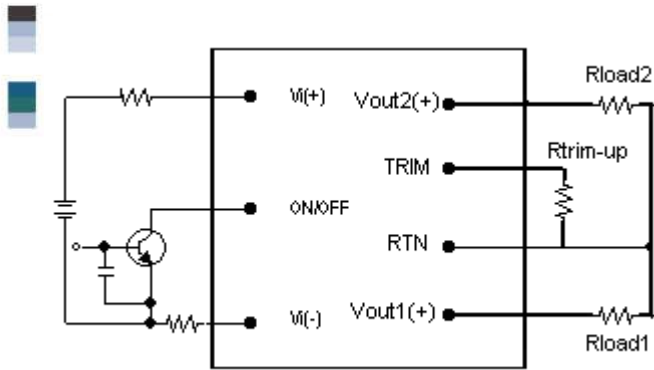 Rload2
Vi(+)
Vout2(+)
Rtrim-up
TRIM
ON/OFF
RTN
Vi(-)
Vout1(+)
Rload1